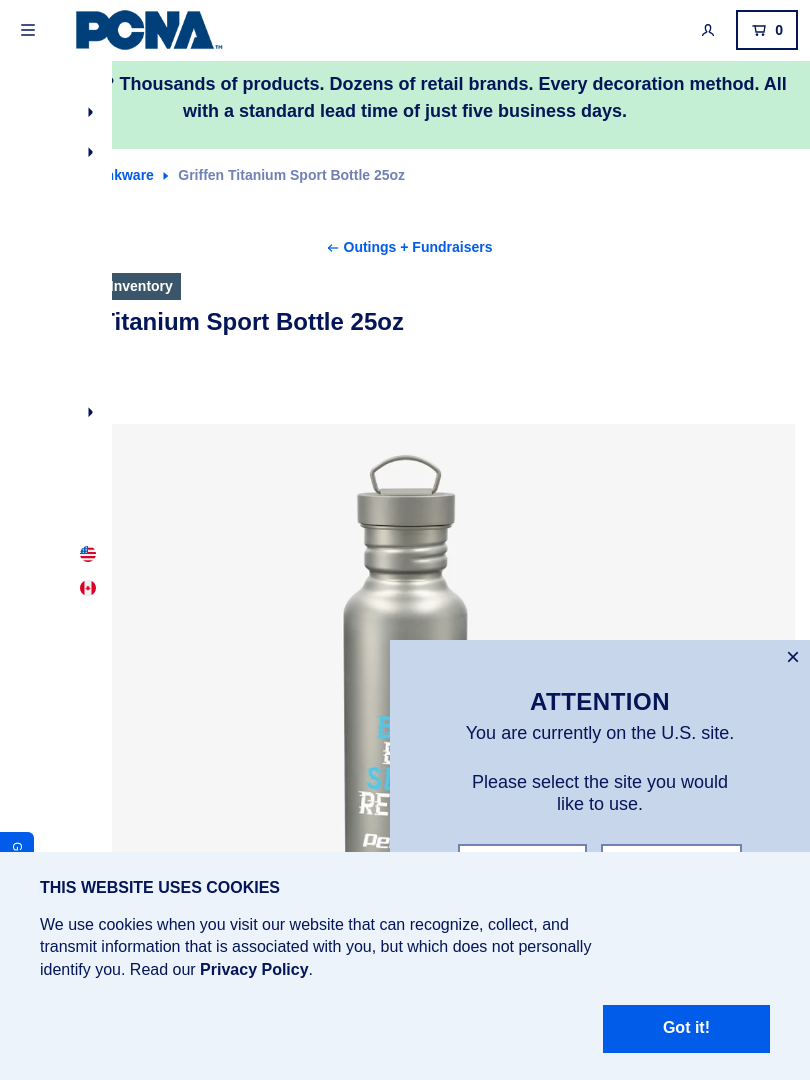 PCNA™
0
Thousands of products. Dozens of retail brands. Every decoration method. All
with a standard lead time of just five business days.
Griffen Titanium Sport Bottle 25oz
← Outings + Fundraisers
Inventory
Titanium Sport Bottle 25oz
ATTENTION
You are currently on the U.S. site.
Please select the site you would
like to use.
G
THIS WEBSITE USES COOKIES
We use cookies when you visit our website that can recognize, collect, and
transmit information that is associated with you, but which does not personally
identify you. Read our Privacy Policy.
Got it!